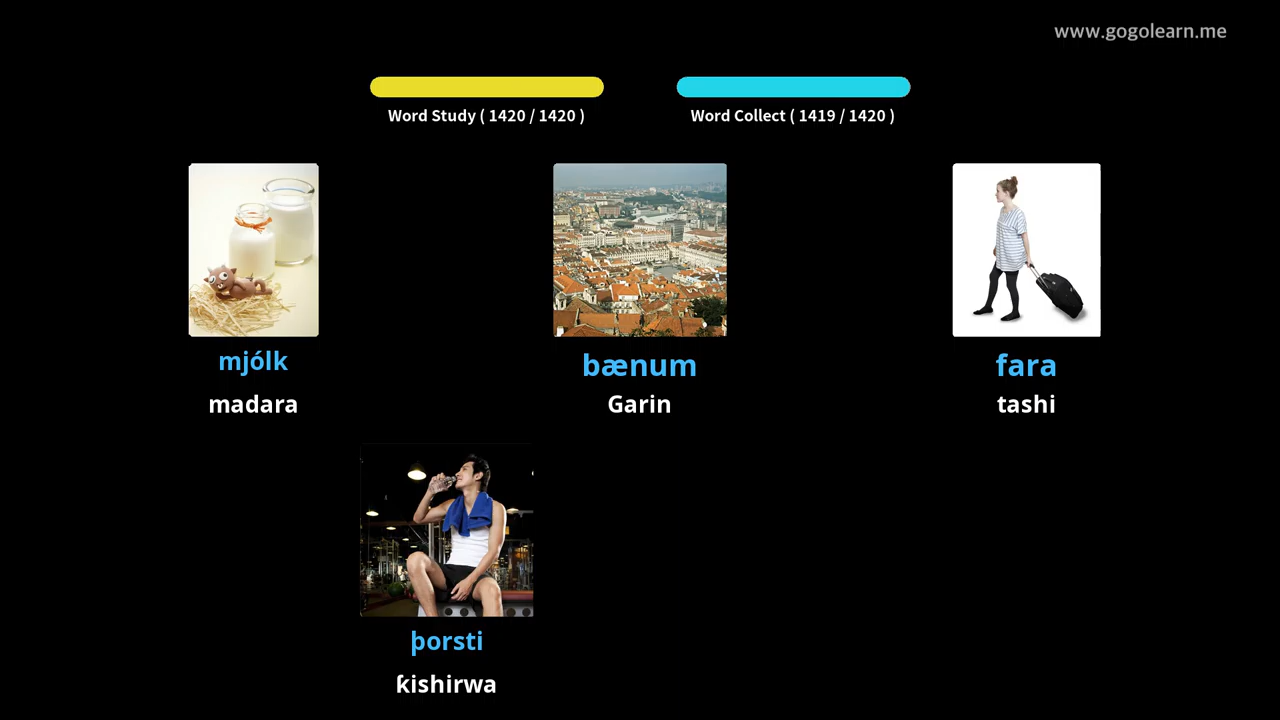 www.gogolearn.me
Word Study ( 1420 / 1420 )
Word Collect ( 1419 / 1420 )
mjólk
bænum
fara
madara
Garin
tashi
þorsti
ƙishirwa